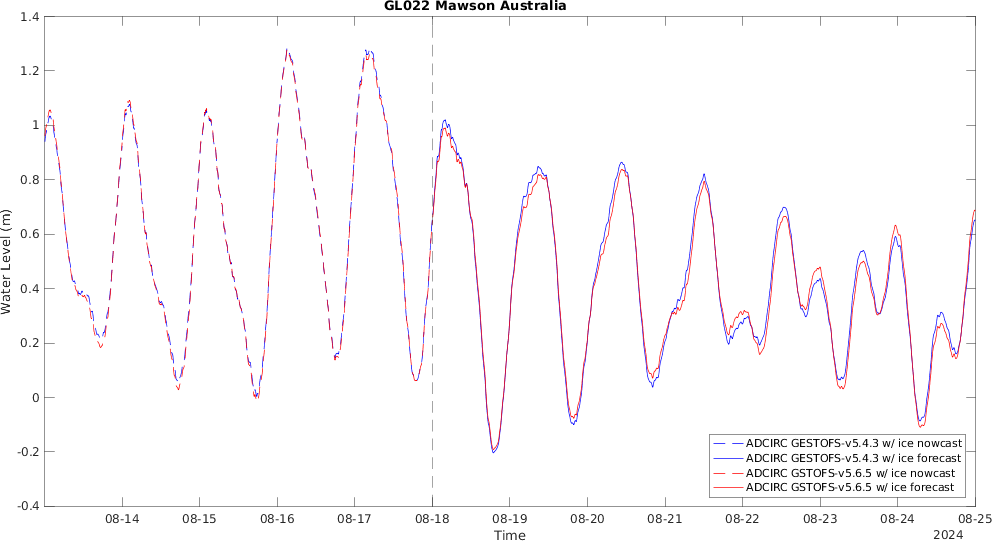 GL022 Mawson Australia
1.4
1.2
1
0.8
0.6
0.4
0.2
0
-0.2
-0.4
Water Level (m)
ADCIRC GESTOFS-v5.4.3 w/ ice nowcast
ADCIRC GESTOFS-v5.4.3 w/ ice forecast
ADCIRC GSTOFS-v5.6.5 w/ ice nowcast
ADCIRC GSTOFS-v5.6.5 w/ ice forecast
08-14 08-15 08-16 08-17 08-18 08-19 08-20 08-21 08-22 08-23 08-24 08-25
Time
2024